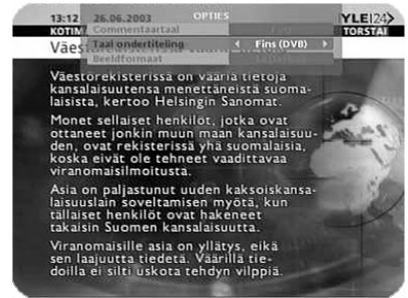 13:12 26.06.2003 OPTIES YLE24
KOTIM Commentaartaal TORSTAI
Taal ondertiteling Fins (DVB)
Beeldformaat
Väestörekisterissä on vääriä tietoja
kansalaisuutensa menettäneistä suoma-
laisista, kertoo Helsingin Sanomat.
Monet sellaiset henkilöt, jotka ovat
ottaneet jonkin muun maan kansalaisuu-
den, ovat rekisterissä yhä suomalaisia,
koska eivät ole tehneet vaadittavaa
viranomaisilmoitusta.
Asia on paljastunut uuden kaksoiskansa-
laisuuslain soveltamisen myötä, kun
tällaiset henkilöt ovat hakeneet
takaisin Suomen kansalaisuutta.
Viranomaisille asia on yllätys, eikä
sen laajuutta tiedetä. Väärillä tie-
doilla ei silti uskota tehdyn vilppiä.